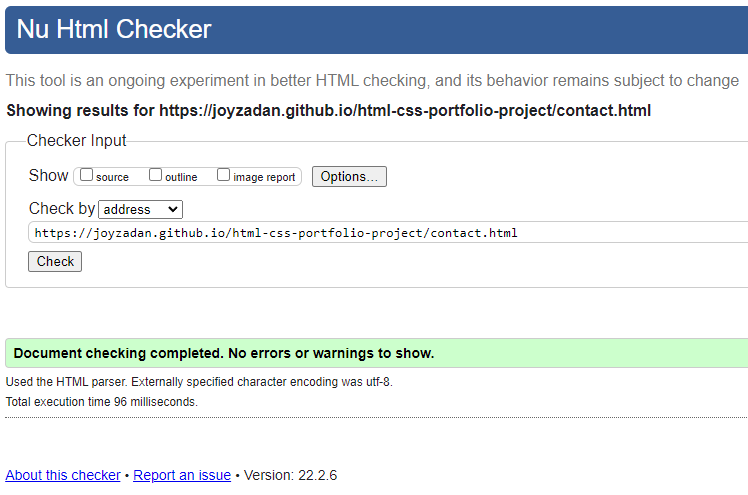 Nu Html Checker
This tool is an ongoing experiment in better HTML checking, and its behavior remains subject to change
Showing results for https://joyzadan.github.io/html-css-portfolio-project/contact.html
Checker Input
Show source outline image report Options...
Check by address
https://joyzadan.github.io/html-css-portfolio-project/contact.html
Check
Document checking completed. No errors or warnings to show.
Used the HTML parser. Externally specified character encoding was utf-8.
Total execution time 96 milliseconds.
About this checker • Report an issue • Version: 22.2.6